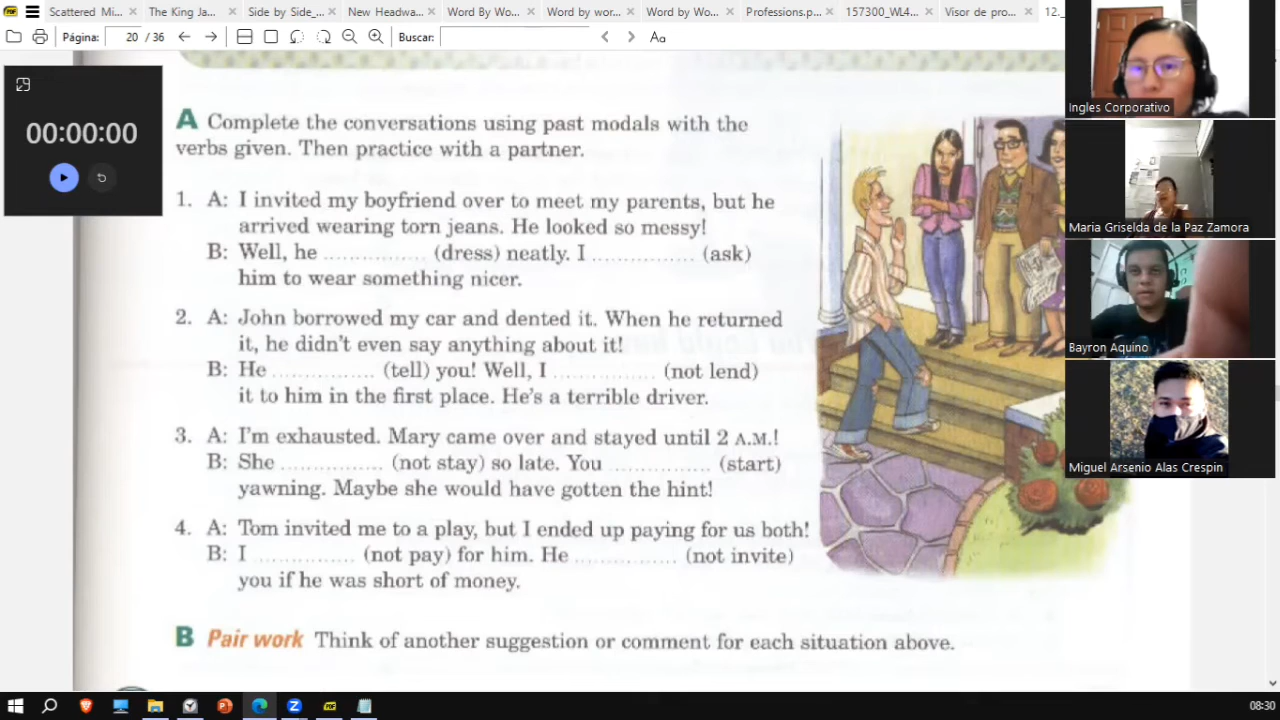 Scattered Mi...
The King Ja...
Side by Side_...
New Headwa...
Word By Wo...
Word by wor...
Word by Wo...
Professions.p...
157300_WL4...
Visor de pro...
12._
Página:
20 / 36
Buscar:
Aa
00:00:00
A Complete the conversations using past modals with the
verbs given. Then practice with a partner.
1. A: I invited my boyfriend over to meet my parents, but he
arrived wearing torn jeans. He looked so messy!
B: Well, he ................ (dress) neatly. I ................ (ask)
him to wear something nicer.
2. A: John borrowed my car and dented it. When he returned
it, he didn't even say anything about it!
B: He ................ (tell) you! Well, I ................ (not lend)
it to him in the first place. He's a terrible driver.
3. A: I'm exhausted. Mary came over and stayed until 2 A.M.!
B: She ................ (not stay) so late. You ................ (start)
yawning. Maybe she would have gotten the hint!
4. A: Tom invited me to a play, but I ended up paying for us both!
B: I ................ (not pay) for him. He ................ (not invite)
you if he was short of money.
B Pair work Think of another suggestion or comment for each situation above.
Ingles Corporativo
Maria Griselda de la Paz Zamora
Bayron Aquino
Miguel Arsenio Alas Crespin
08:30